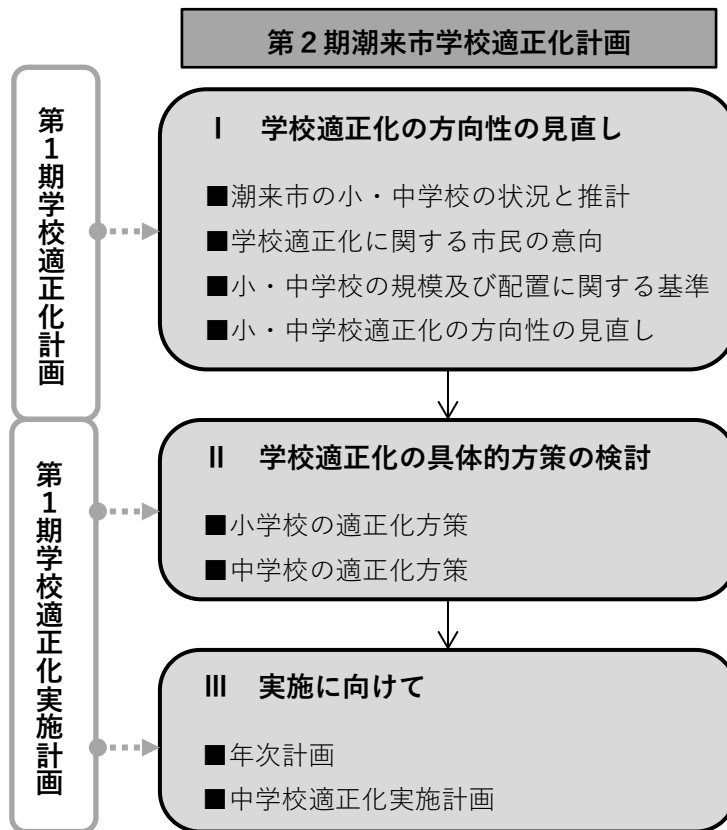 第２期潮来市学校適正化計画
第１期学校適正化計画
Ⅰ　学校適正化の方向性の見直し
■潮来市の小・中学校の状況と推計
■学校適正化に関する市民の意向
■小・中学校の規模及び配置に関する基準
■小・中学校適正化の方向性の見直し
第１期学校適正化実施計画
Ⅱ　学校適正化の具体的方策の検討
■小学校の適正化方策
■中学校の適正化方策
Ⅲ　実施に向けて
■年次計画
■中学校適正化実施計画